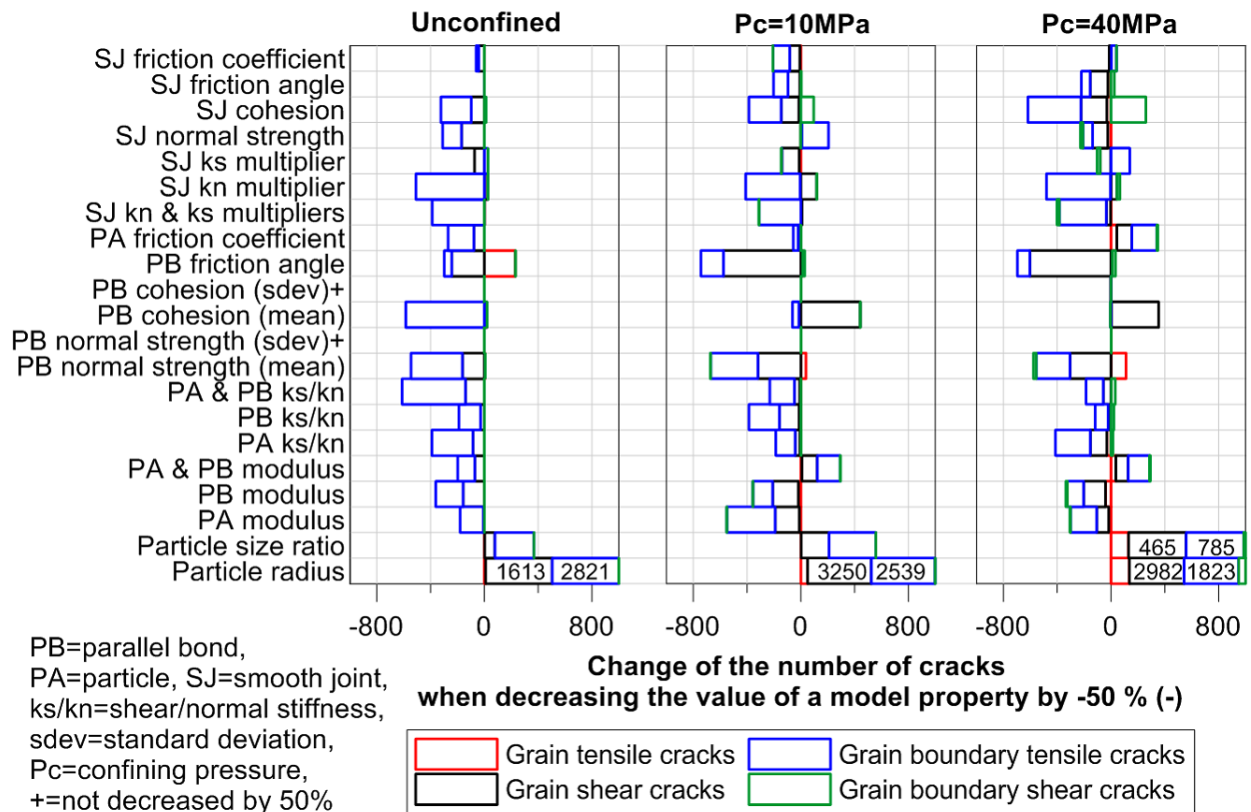 Unconfined Pc=10MPa Pc=40MPa
SJ friction coefficient
SJ friction angle
SJ cohesion
SJ normal strength
SJ ks multiplier
SJ kn multiplier
SJ kn & ks multipliers
PA friction coefficient
PB friction angle
PB cohesion (sdev)+
PB cohesion (mean)
PB normal strength (sdev)+
PB normal strength (mean)
PA & PB ks/kn
PB ks/kn
PA ks/kn
PA & PB modulus
PB modulus
PA modulus
Particle size ratio 465 785
Particle radius 1613 2821 3250 2539 2982 1823
-800 0 800 -800 0 800 -800 0 800
Change of the number of cracks
when decreasing the value of a model property by -50 % (-)
PB=parallel bond,
PA=particle, SJ=smooth joint,
ks/kn=shear/normal stiffness,
sdev=standard deviation,
Pc=confining pressure,
+=not decreased by 50%
Grain tensile cracks Grain boundary tensile cracks
Grain shear cracks Grain boundary shear cracks